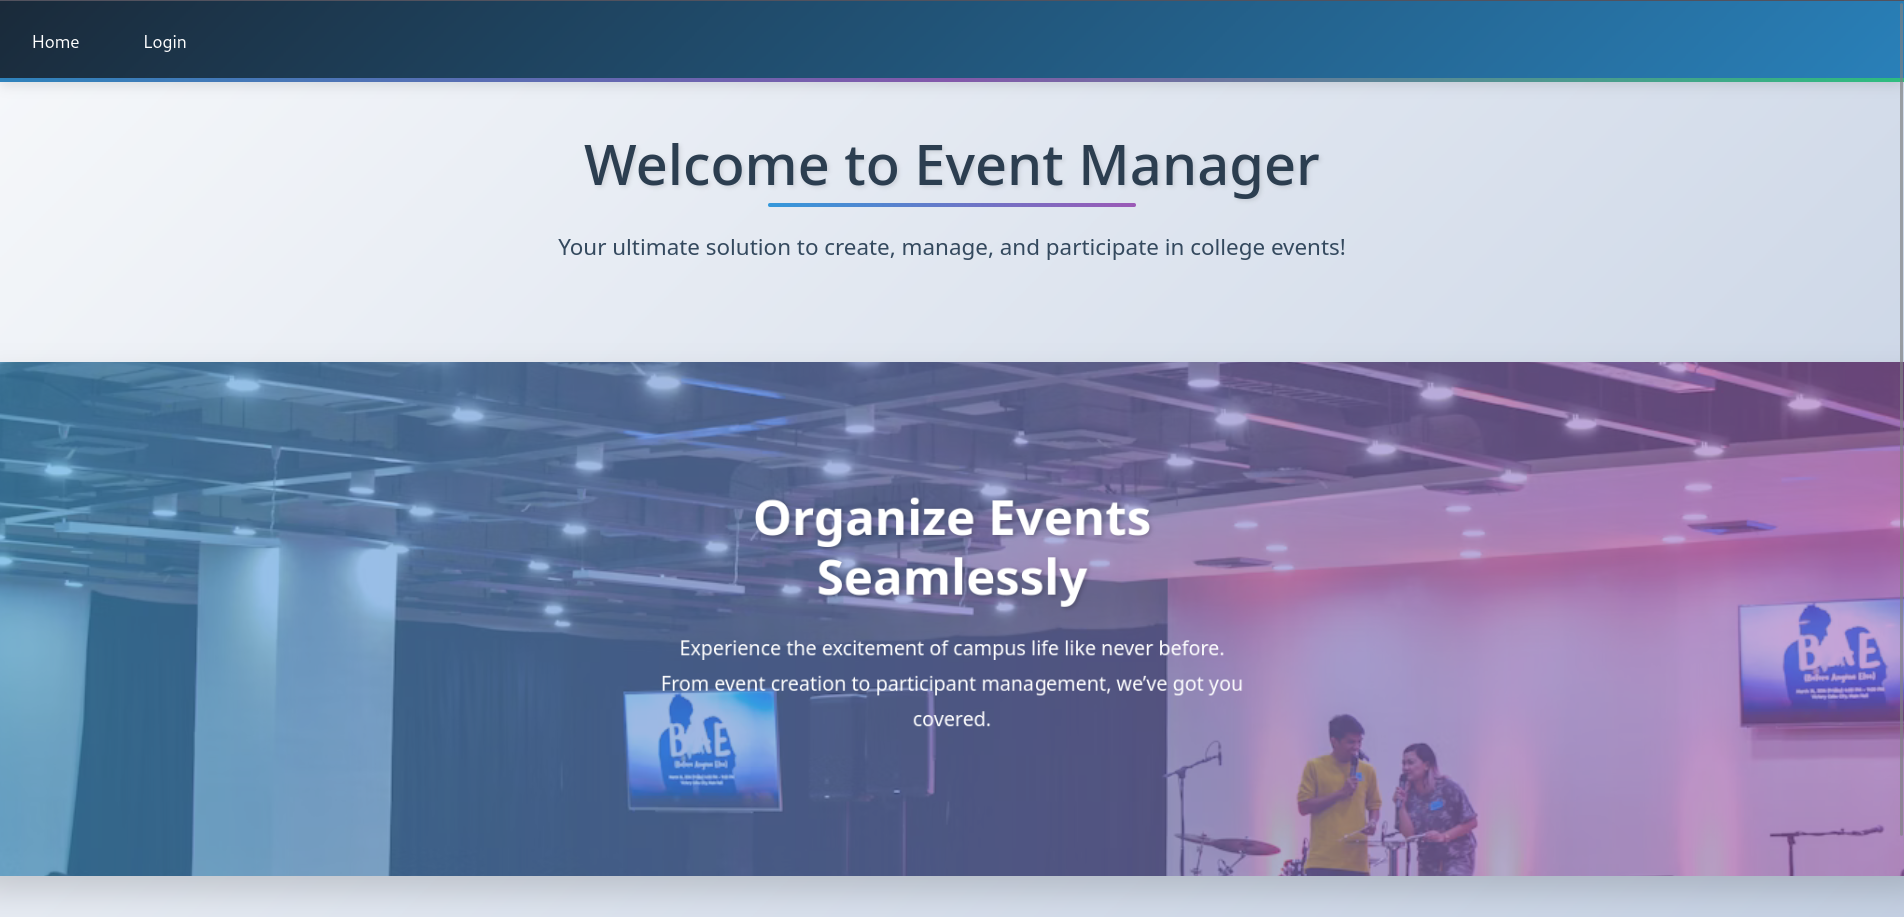 Home Login
Welcome to Event Manager
Your ultimate solution to create, manage, and participate in college events!
Organize Events
Seamlessly
Experience the excitement of campus life like never before.
From event creation to participant management, we’ve got you
covered.